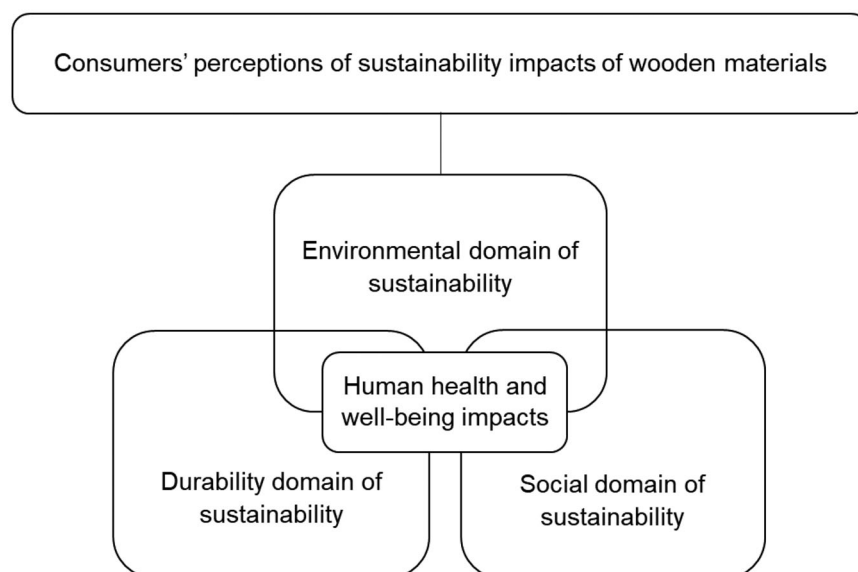 Consumers’ perceptions of sustainability impacts of wooden materials
Environmental domain of
sustainability
Human health and
well-being impacts
Durability domain of
sustainability
Social domain of
sustainability